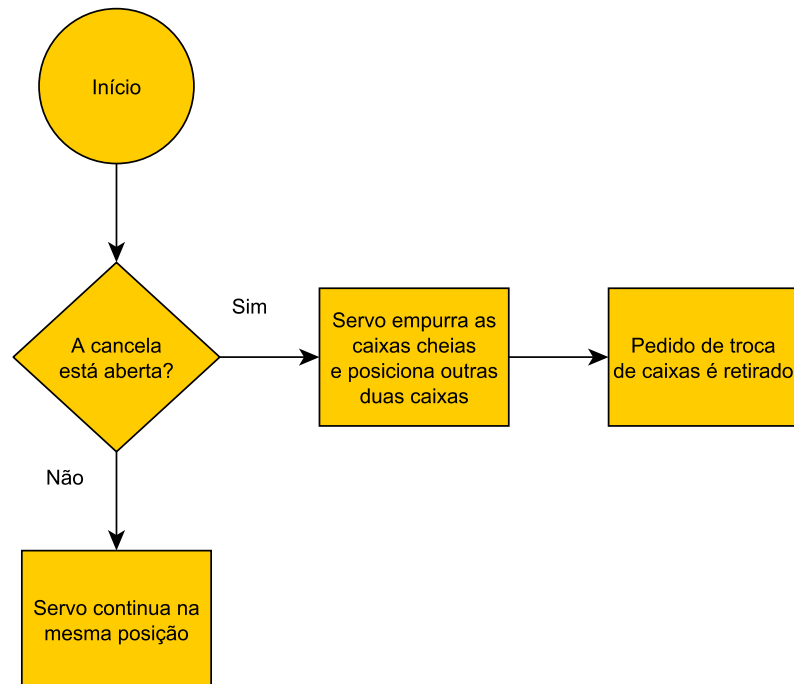 Início
A cancela
está aberta?
Sim
Servo empurra as
caixas cheias
e posiciona outras
duas caixas
Pedido de troca
de caixas é retirado
Não
Servo continua na
mesma posição